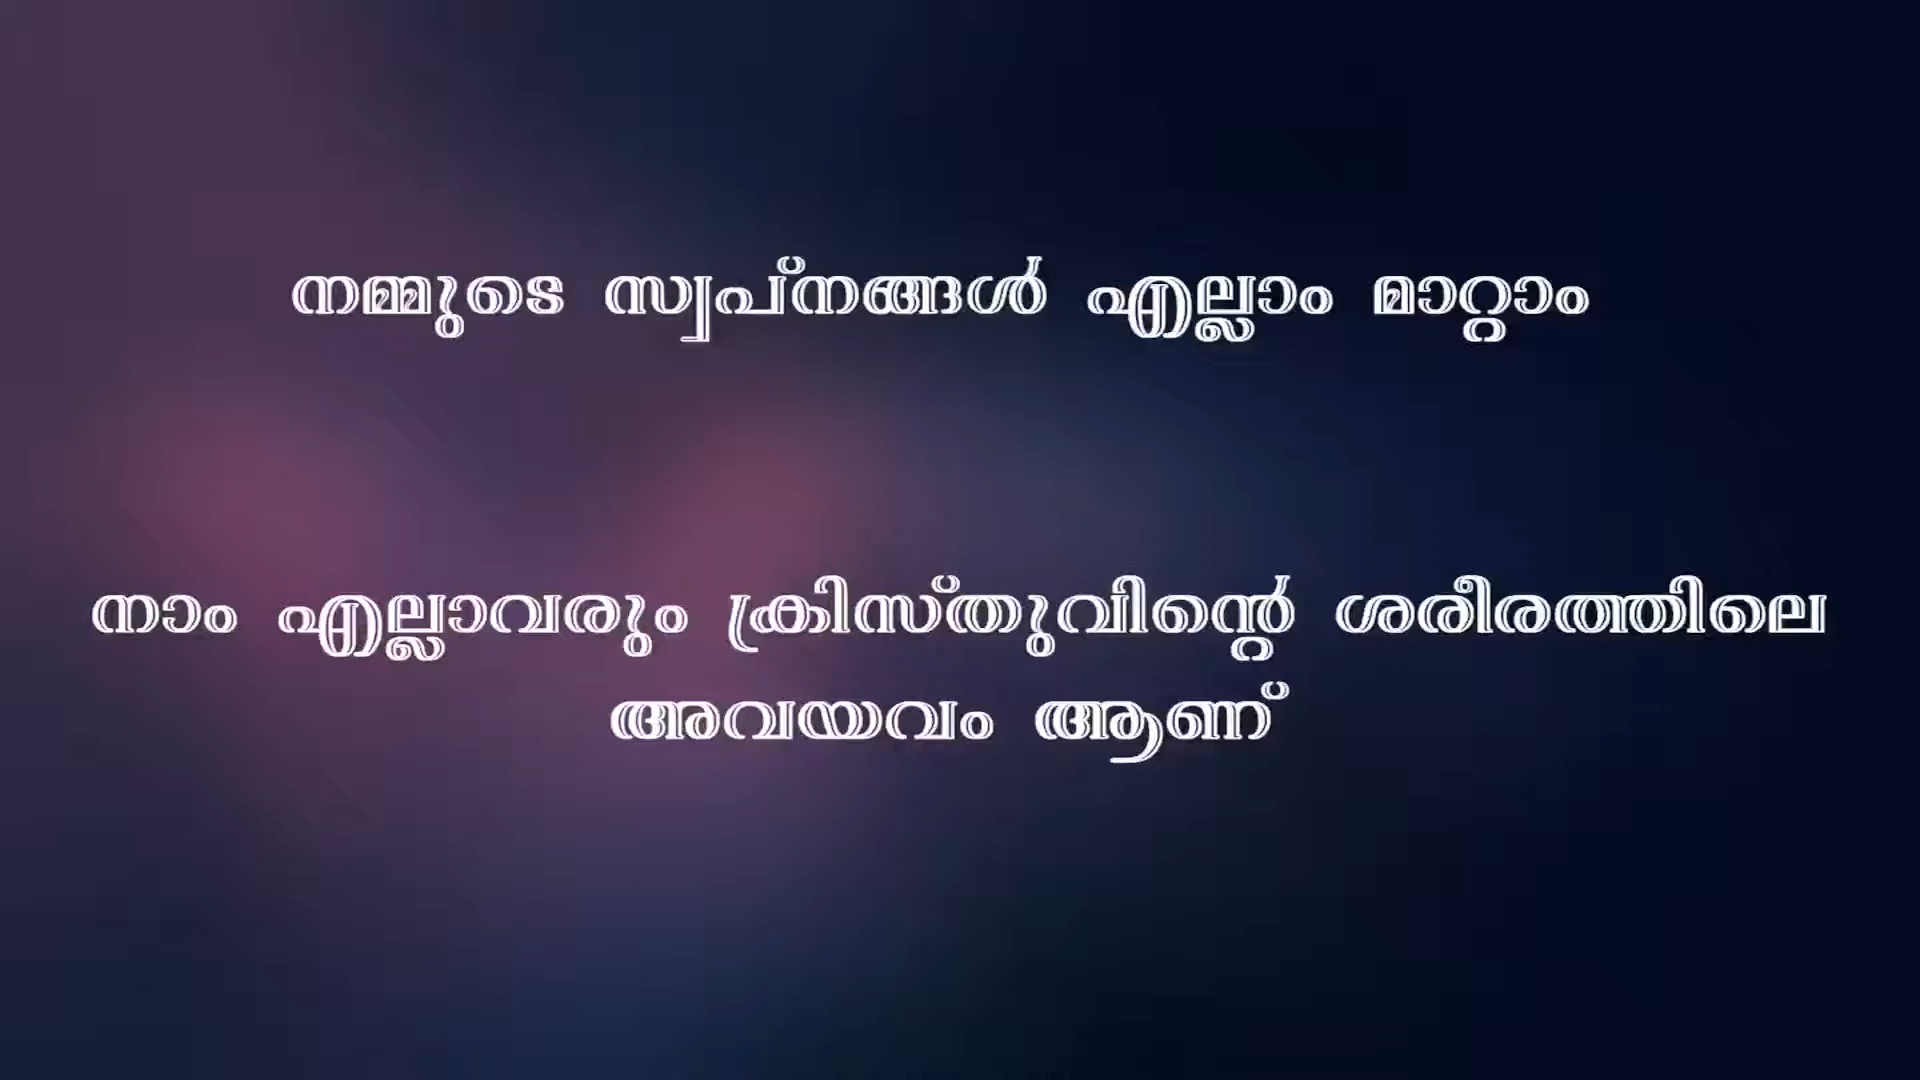 നമ്മുടെ സ്വപ്നങ്ങൾ എല്ലാം മാറ്റാം
നാം എല്ലാവരും ക്രിസ്തുവിന്റെ ശരീരത്തിലെ
അവയവം ആണ്